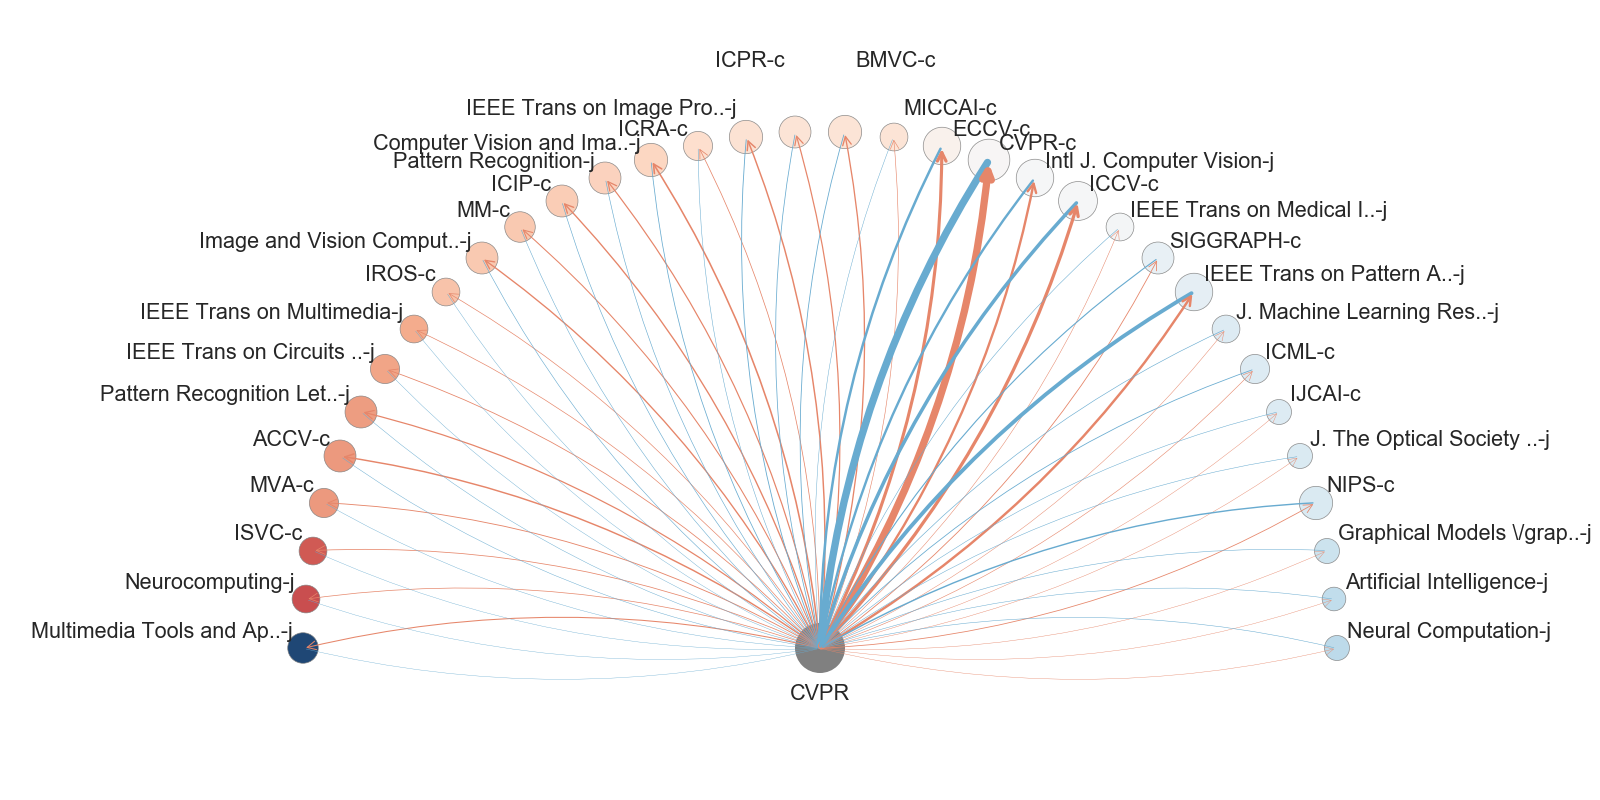 ICPR-c
BMVC-c
IEEE Trans on Image Pro..-j
MICCAI-c
ICRA-c
ECCV-c
Computer Vision and Ima..-j
CVPR-c
Pattern Recognition-j
Intl J. Computer Vision-j
ICIP-c
ICCV-c
MM-c
IEEE Trans on Medical I..-j
Image and Vision Comput..-j
SIGGRAPH-c
IROS-c
IEEE Trans on Pattern A..-j
IEEE Trans on Multimedia-j
J. Machine Learning Res..-j
IEEE Trans on Circuits ..-j
ICML-c
Pattern Recognition Let..-j
IJCAI-c
ACCV-c
J. The Optical Society ..-j
MVA-c
NIPS-c
ISVC-c
Graphical Models \/grap..-j
Neurocomputing-j
Artificial Intelligence-j
Multimedia Tools and Ap..-j
Neural Computation-j
CVPR